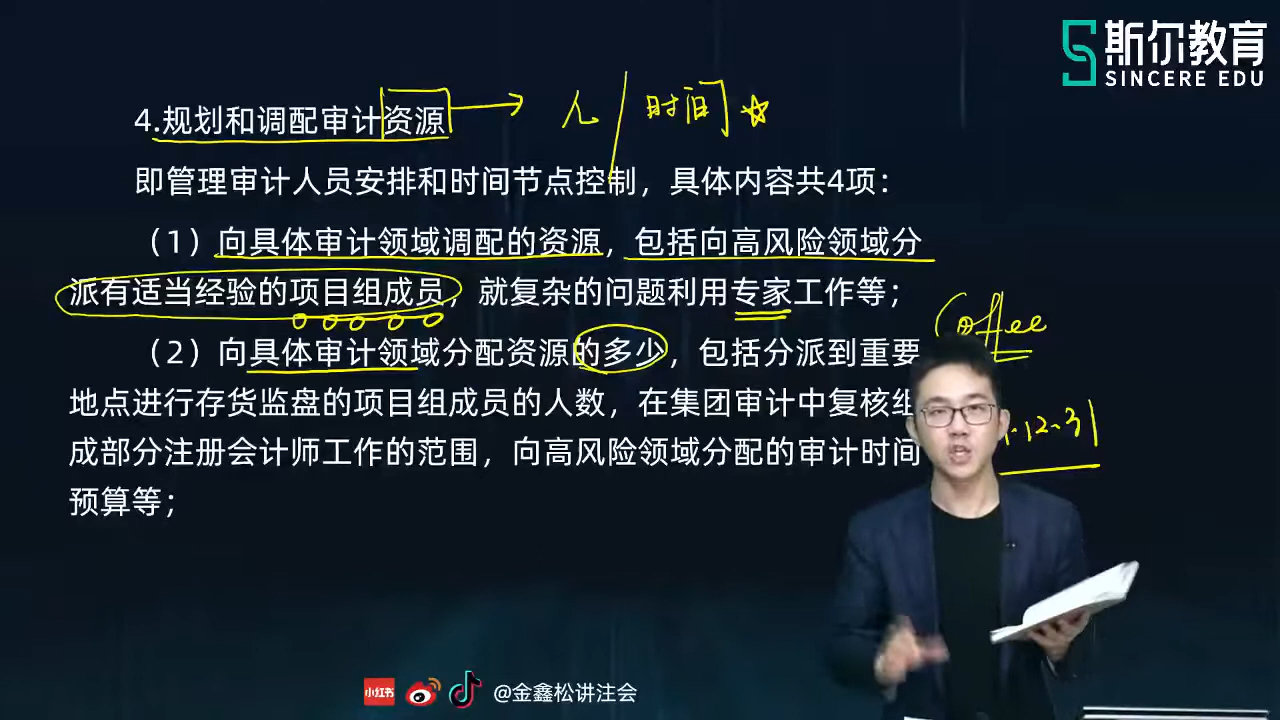 斯尔教育
SINCERE EDU
4.规划和调配审计资源
人 时间
即管理审计人员安排和时间节点控制，具体内容共4项：
（1）向具体审计领域调配的资源，包括向高风险领域分
派有适当经验的项目组成员，就复杂的问题利用专家工作等；
Coffee
（2）向具体审计领域分配资源的多少，包括分派到重要
地点进行存货监盘的项目组成员的人数，在集团审计中复核组
12.31
成部分注册会计师工作的范围，向高风险领域分配的审计时间
预算等；
小红书
@金鑫松讲注会